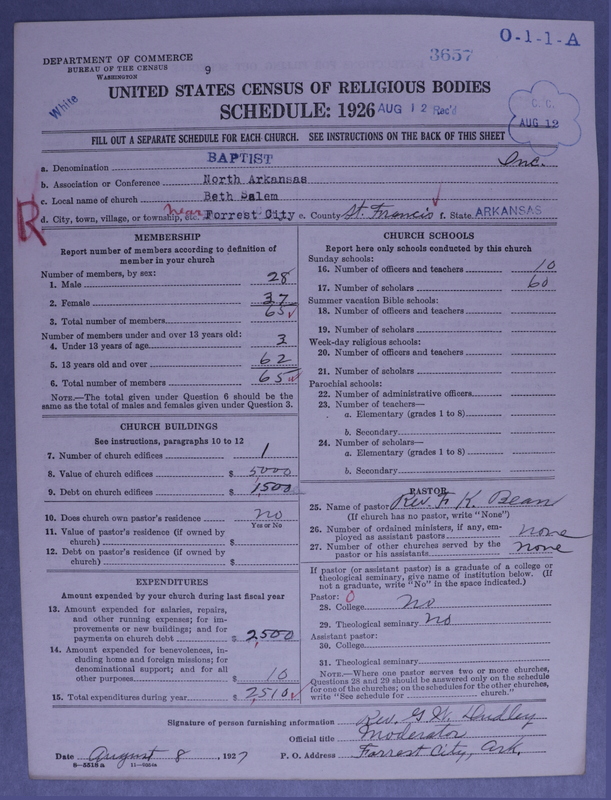 O-1-1-A
3657
DEPARTMENT OF COMMERCE
BUREAU OF THE CENSUS
WASHINGTON
9
White
UNITED STATES CENSUS OF RELIGIOUS BODIES
SCHEDULE: 1926
AUG 12 Rec'd
C. C.
AUG 12
FILL OUT A SEPARATE SCHEDULE FOR EACH CHURCH. SEE INSTRUCTIONS ON THE BACK OF THIS SHEET
a. Denomination BAPTIST Inc.
b. Association or Conference North Arkansas
c. Local name of church Beth Salem
R d. City, town, village, or township, etc. near Forrest City e. County St. Francis f. State ARKANSAS
MEMBERSHIP
Report number of members according to definition of
member in your church
Number of members, by sex:
1. Male 28
2. Female 37
3. Total number of members 65
Number of members under and over 13 years old:
4. Under 13 years of age 3
5. 13 years old and over 62
6. Total number of members 65
NOTE.—The total given under Question 6 should be the
same as the total of males and females given under Question 3.
CHURCH BUILDINGS
See instructions, paragraphs 10 to 12
7. Number of church edifices 1
8. Value of church edifices $ 5000
9. Debt on church edifices $ 1,500
10. Does church own pastor's residence no
Yes or No
11. Value of pastor's residence (if owned by
church) $
12. Debt on pastor's residence (if owned by
church) $
EXPENDITURES
Amount expended by your church during last fiscal year
13. Amount expended for salaries, repairs,
and other running expenses; for im-
provements or new buildings; and for
payments on church debt $ 2,500
14. Amount expended for benevolences, in-
cluding home and foreign missions; for
denominational support; and for all
other purposes $ 10
15. Total expenditures during year $ 2,510
CHURCH SCHOOLS
Report here only schools conducted by this church
Sunday schools:
16. Number of officers and teachers 10
17. Number of scholars 60
Summer vacation Bible schools:
18. Number of officers and teachers
19. Number of scholars
Week-day religious schools:
20. Number of officers and teachers
21. Number of scholars
Parochial schools:
22. Number of administrative officers
23. Number of teachers—
a. Elementary (grades 1 to 8)
b. Secondary
24. Number of scholars—
a. Elementary (grades 1 to 8)
b. Secondary
PASTOR
25. Name of pastor Rev. F. K. Bean
(If church has no pastor, write "None")
26. Number of ordained ministers, if any, em-
ployed as assistant pastors none
27. Number of other churches served by the
pastor or his assistants none
If pastor (or assistant pastor) is a graduate of a college or
theological seminary, give name of institution below. (If
not a graduate, write "No" in the space indicated.)
Pastor: 0
28. College No
29. Theological seminary No
Assistant pastor:
30. College
31. Theological seminary
NOTE.—Where one pastor serves two or more churches,
Questions 28 and 29 should be answered only on the schedule
for one of the churches; on the schedules for the other churches,
write "See schedule for church."
Signature of person furnishing information Rev. G. W. Dudley
Official title Moderator
Date August 8, 1927 P. O. Address Forrest City, Ark.
8—5518 a